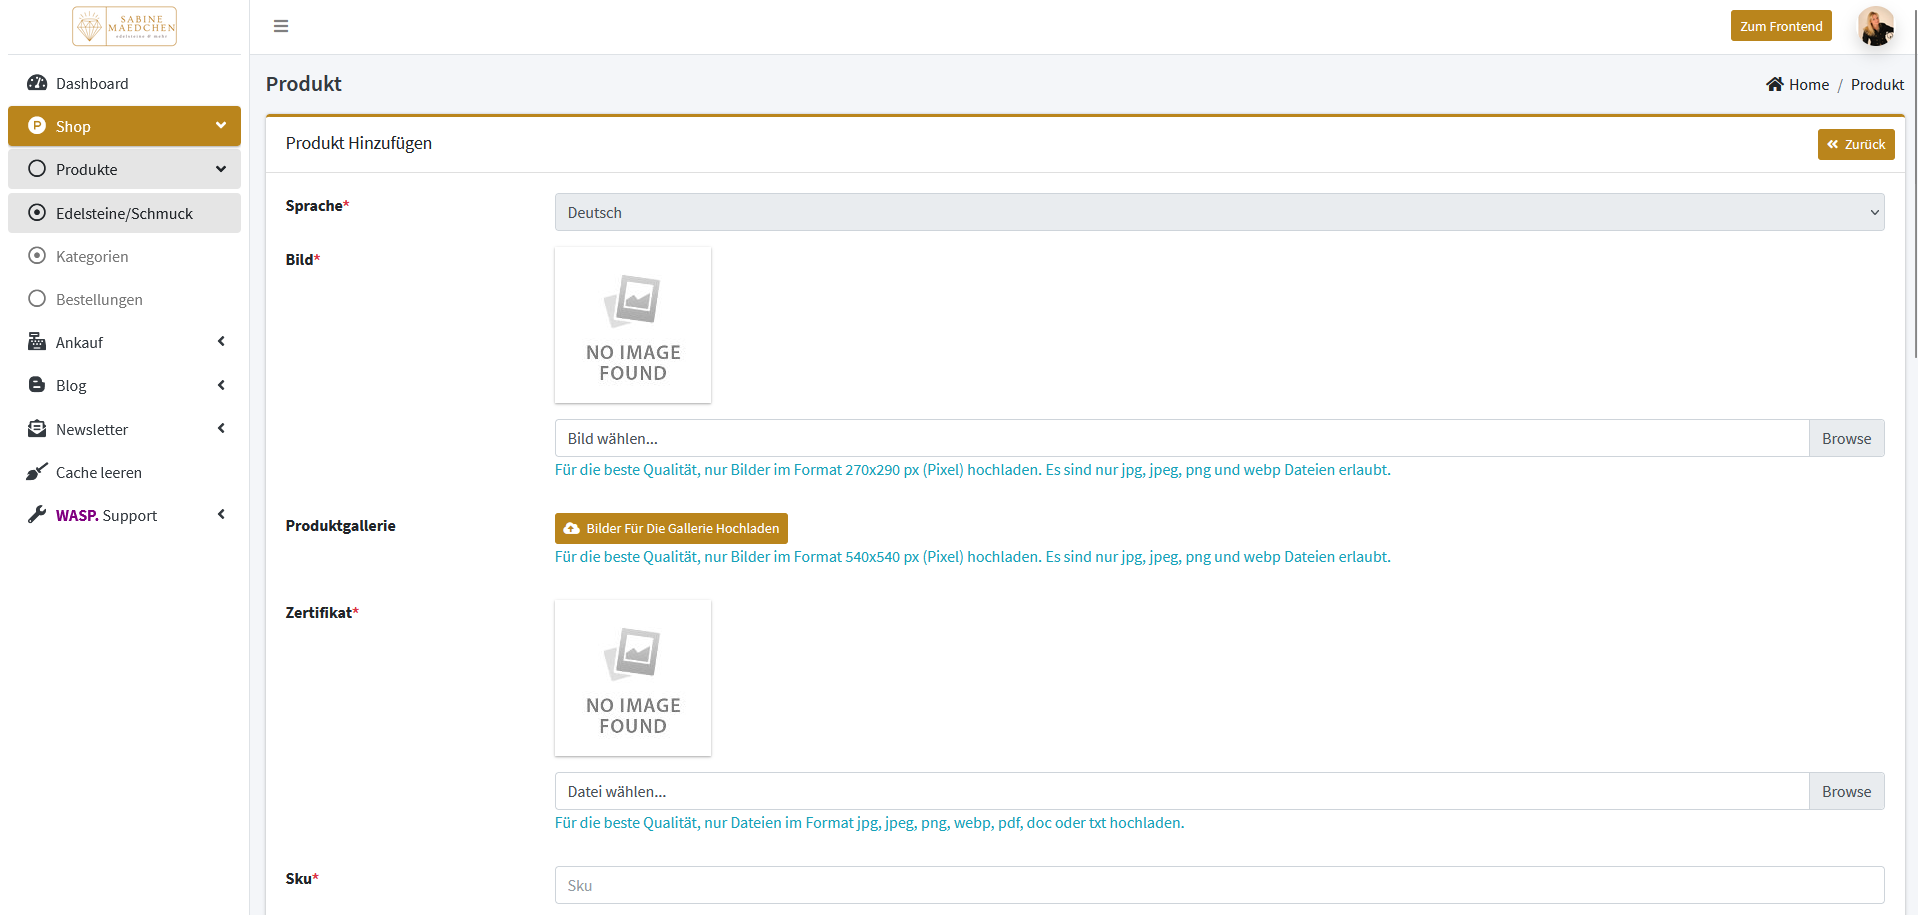 SABINE
MAEDCHEN
edelsteine & mehr
Zum Frontend
Dashboard
Shop
Produkte
Edelsteine/Schmuck
Kategorien
Bestellungen
Ankauf
Blog
Newsletter
Cache leeren
WASP. Support
Produkt
Home / Produkt
Produkt Hinzufügen
Zurück
Sprache*
Deutsch
Bild*
NO IMAGE
FOUND
Bild wählen...
Browse
Für die beste Qualität, nur Bilder im Format 270x290 px (Pixel) hochladen. Es sind nur jpg, jpeg, png und webp Dateien erlaubt.
Produktgallerie
Bilder Für Die Gallerie Hochladen
Für die beste Qualität, nur Bilder im Format 540x540 px (Pixel) hochladen. Es sind nur jpg, jpeg, png und webp Dateien erlaubt.
Zertifikat*
NO IMAGE
FOUND
Datei wählen...
Browse
Für die beste Qualität, nur Dateien im Format jpg, jpeg, png, webp, pdf, doc oder txt hochladen.
Sku*
Sku